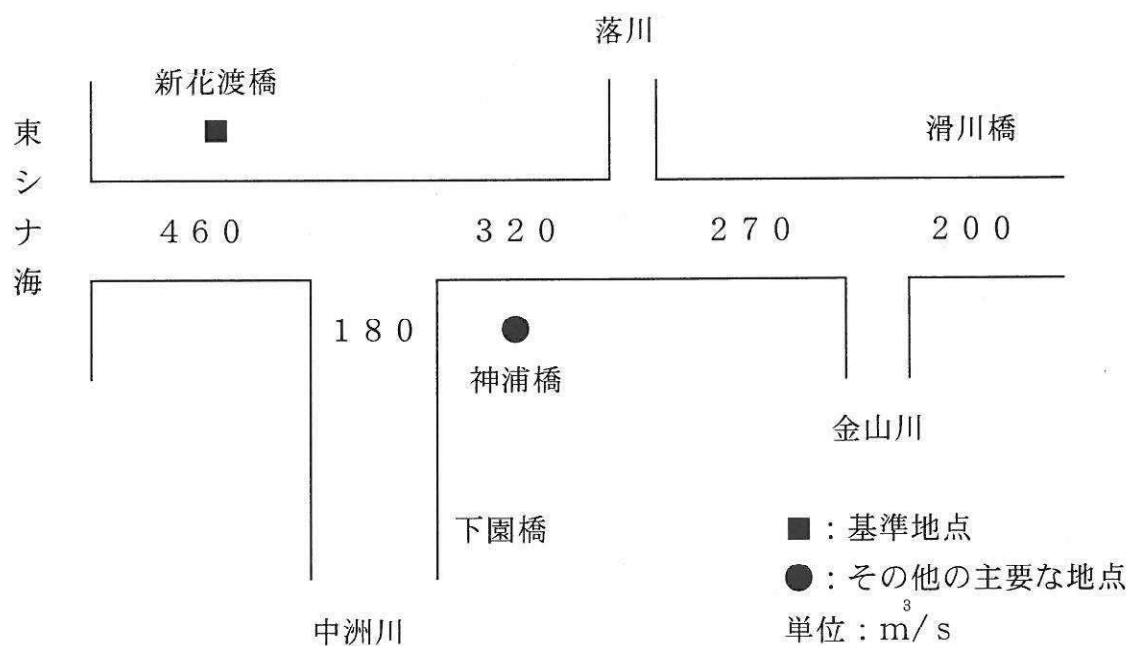 落川
新花渡橋
滑川橋
東シナ海
460
320
270
200
180
神浦橋
金山川
下園橋
中洲川
■：基準地点
●：その他の主要な地点
単位：m³/s